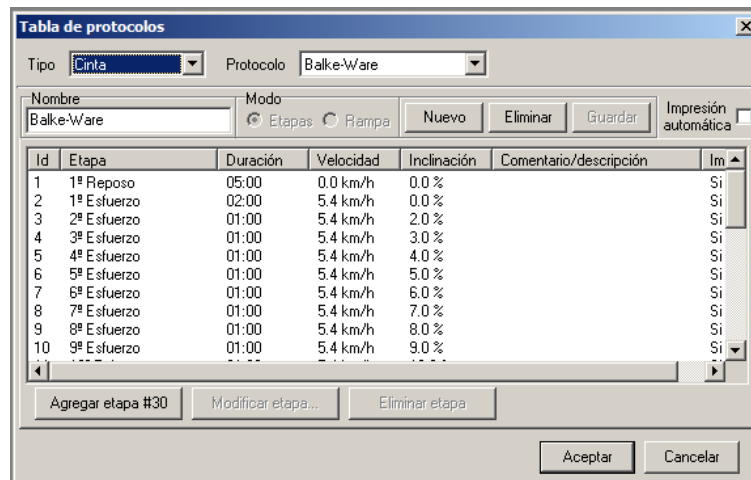 Tabla de protocolos
Tipo Cinta Protocolo Balke-Ware
Nombre Modo Impresión automática
Balke-Ware Etapas Rampa Nuevo Eliminar Guardar
Id Etapa Duración Velocidad Inclinación Comentario/descripción Im
1 1º Reposo 05:00 0.0 km/h 0.0 % Si
2 1º Esfuerzo 02:00 5.4 km/h 0.0 % Si
3 2º Esfuerzo 01:00 5.4 km/h 2.0 % Si
4 3º Esfuerzo 01:00 5.4 km/h 3.0 % Si
5 4º Esfuerzo 01:00 5.4 km/h 4.0 % Si
6 5º Esfuerzo 01:00 5.4 km/h 5.0 % Si
7 6º Esfuerzo 01:00 5.4 km/h 6.0 % Si
8 7º Esfuerzo 01:00 5.4 km/h 7.0 % Si
9 8º Esfuerzo 01:00 5.4 km/h 8.0 % Si
10 9º Esfuerzo 01:00 5.4 km/h 9.0 % Si
Agregar etapa #30 Modificar etapa... Eliminar etapa
Aceptar Cancelar